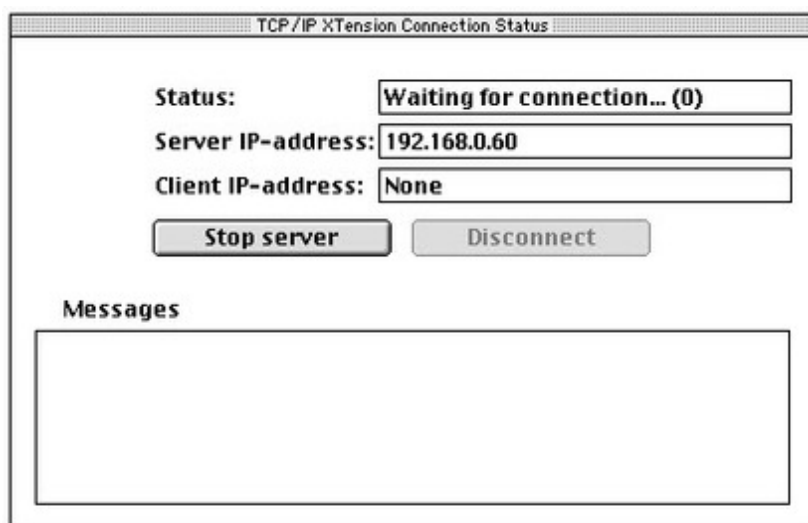 TCP/IP XTension Connection Status
Status: Waiting for connection... (0)
Server IP-address: 192.168.0.60
Client IP-address: None
Stop server Disconnect
Messages